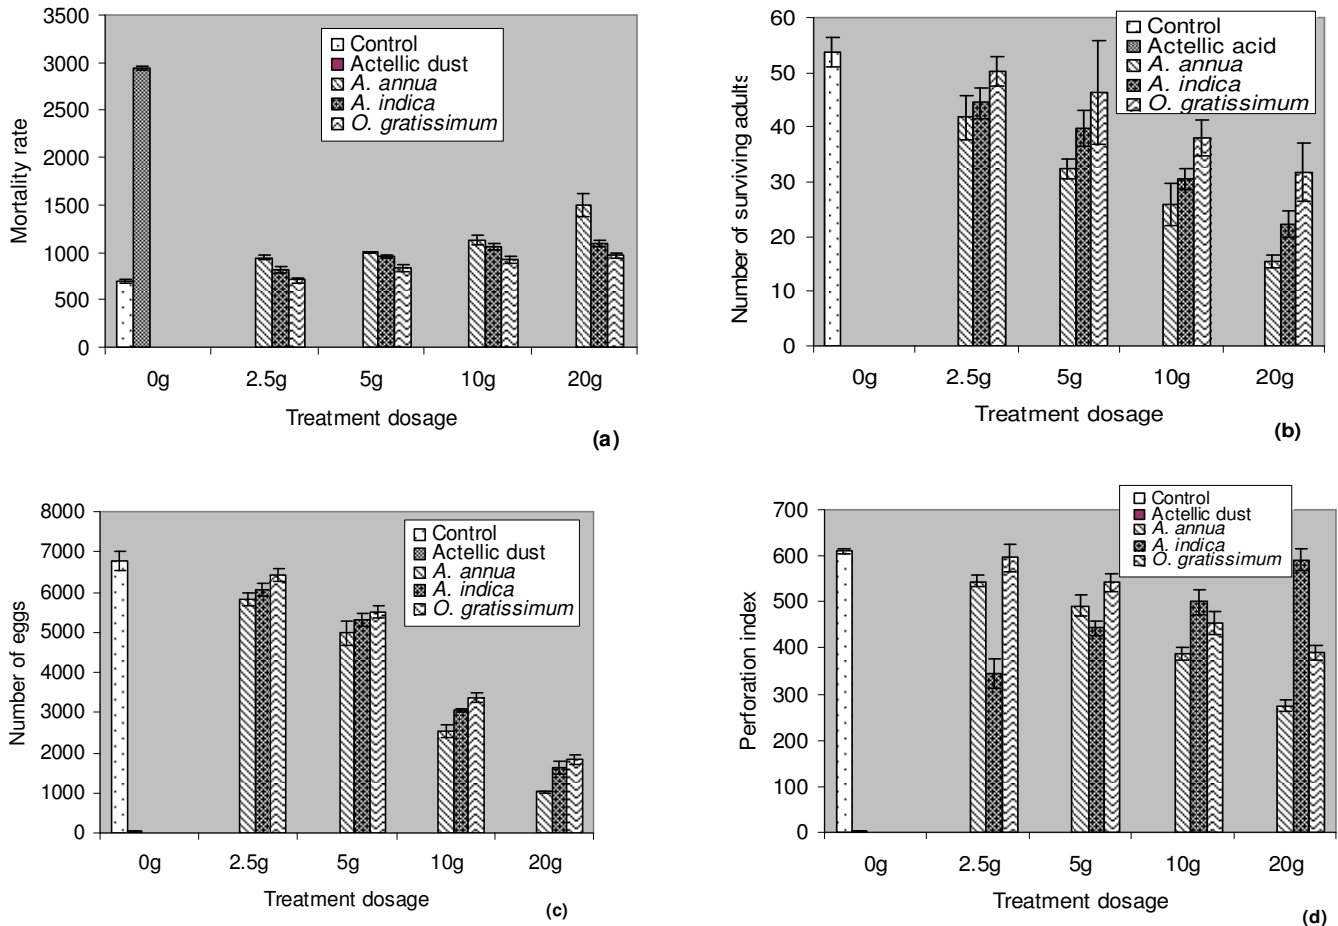 3500
3000
2500
2000
1500
1000
500
0
Mortality rate
Control
Actellic dust
A. annua
A. indica
O. gratissimum
0g 2.5g 5g 10g 20g
Treatment dosage
(a)
60
50
40
30
20
10
0
Number of surviving adults
Control
Actellic acid
A. annua
A. indica
O. gratissimum
0g 2.5g 5g 10g 20g
Treatment dosage
(b)
8000
7000
6000
5000
4000
3000
2000
1000
0
Number of eggs
Control
Actellic dust
A. annua
A. indica
O. gratissimum
0g 2.5g 5g 10g 20g
Treatment dosage
(c)
700
600
500
400
300
200
100
0
Perforation index
Control
Actellic dust
A. annua
A. indica
O. gratissimum
0g 2.5g 5g 10g 20g
Treatment dosage
(d)